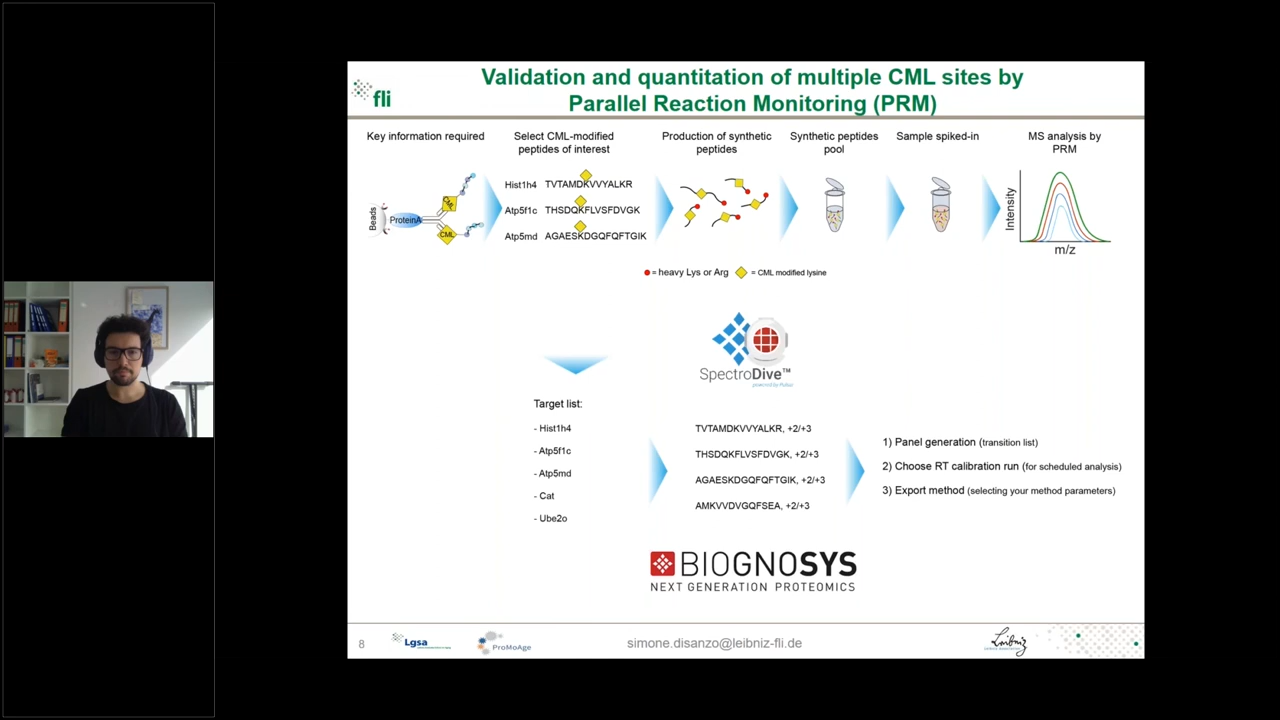 Validation and quantitation of multiple CML sites by
Parallel Reaction Monitoring (PRM)
fli
Key information required
Select CML-modified
peptides of interest
Production of synthetic
peptides
Synthetic peptides
pool
Sample spiked-in
MS analysis by
PRM
Beads
ProteinA
CML
CML
Hist1h4 TVTAMDKVVYALKR
Atp5f1c THSDQKFLVSFDVGK
Atp5md AGAESKDGQFQFTGIK
Intensity
m/z
= heavy Lys or Arg
= CML modified lysine
SpectroDive™
Target list:
- Hist1h4
- Atp5f1c
- Atp5md
- Cat
- Ube2o
TVTAMDKVVYALKR, +2/+3
THSDQKFLVSFDVGK, +2/+3
AGAESKDGQFQFTGIK, +2/+3
AMKVVDVGQFSEA, +2/+3
1) Panel generation (transition list)
2) Choose RT calibration run (for scheduled analysis)
3) Export method (selecting your method parameters)
BIOGNOSYS
NEXT GENERATION PROTEOMICS
8
Lgsa
ProMoAge
simone.disanzo@leibniz-fli.de
Leibniz